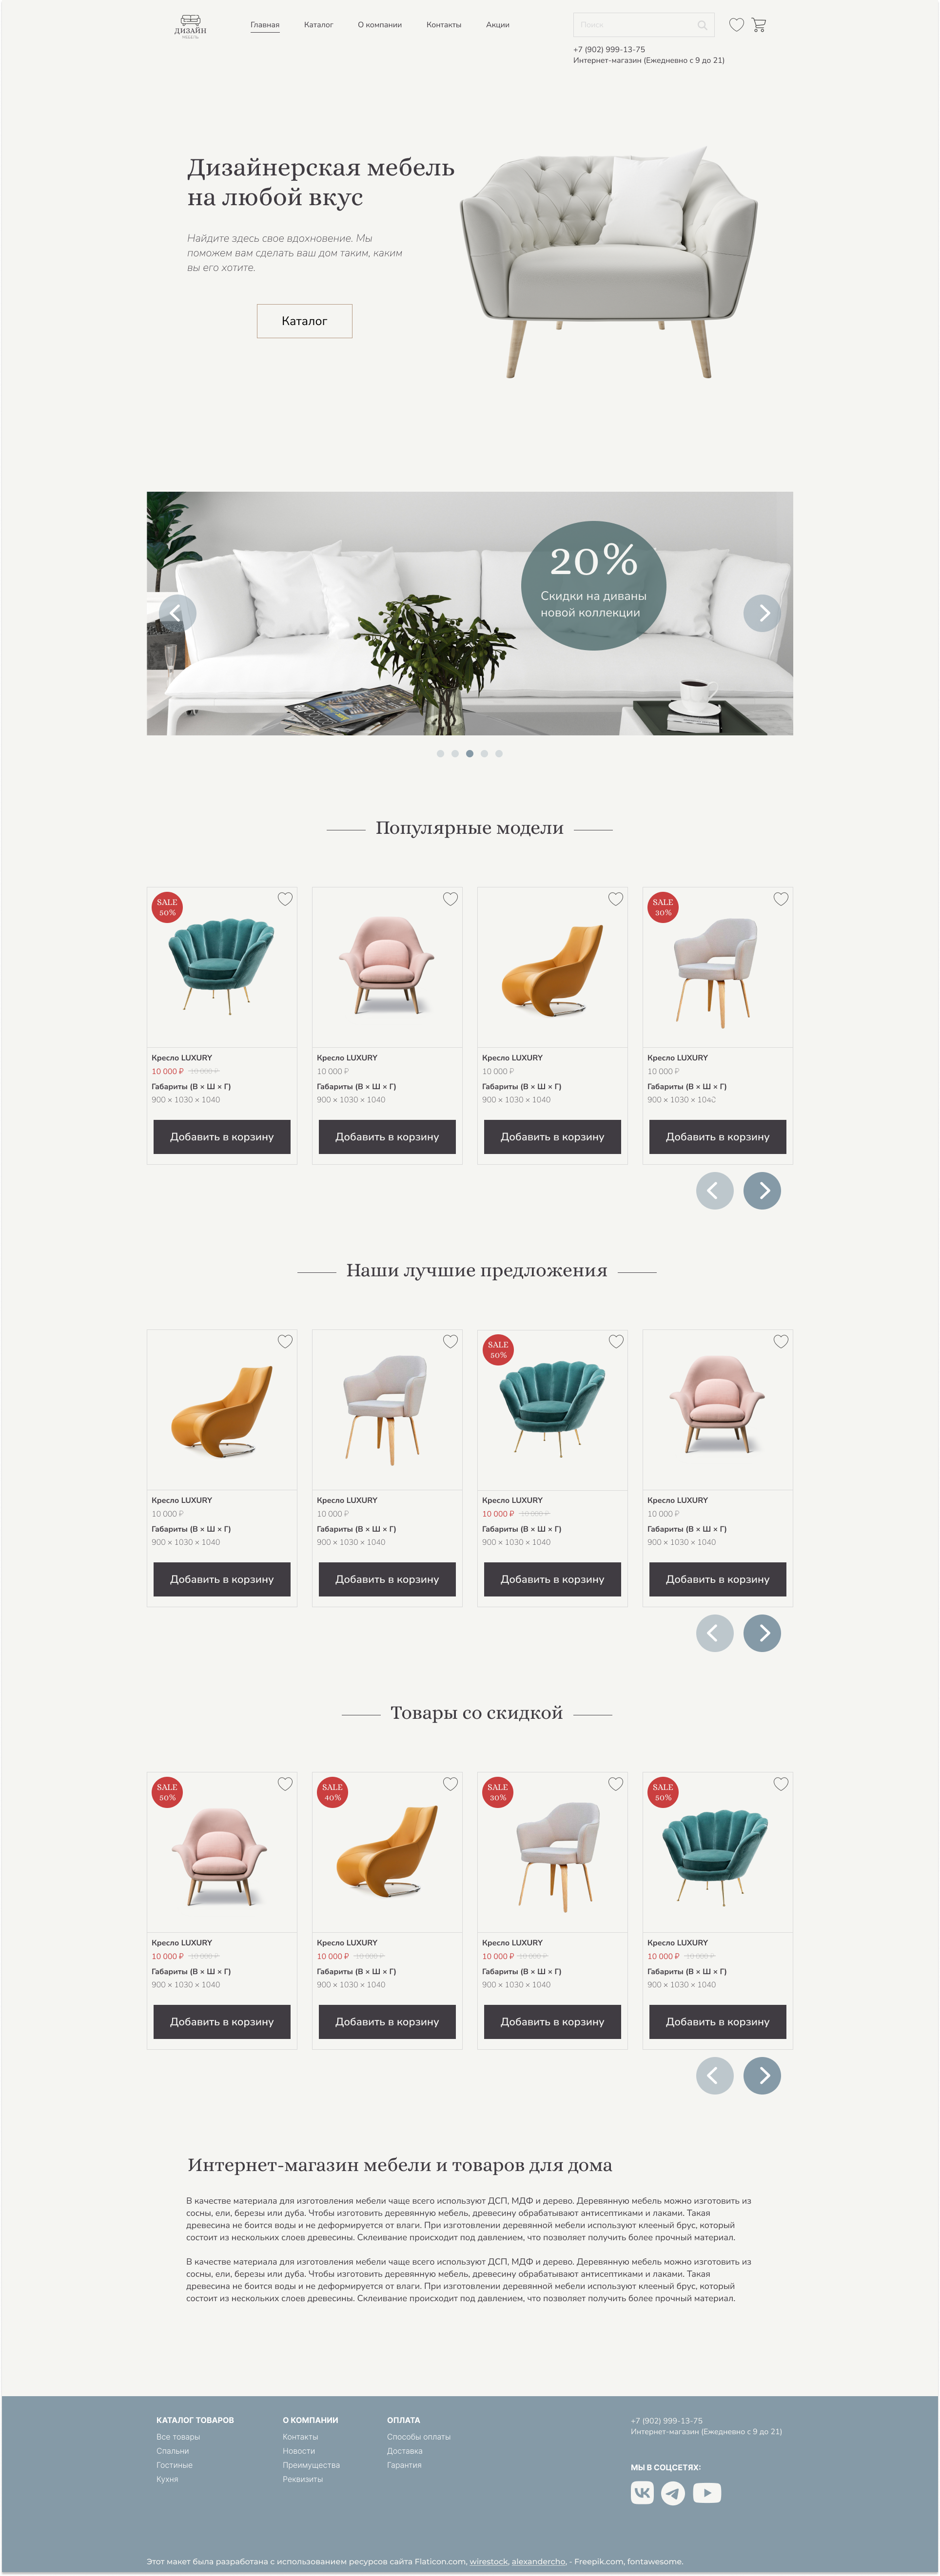 ДИЗАЙН
МЕБЕЛЬ
Главная Каталог О компании Контакты Акции
Поиск
+7 (902) 999-13-75
Интернет-магазин (Ежедневно с 9 до 21)
Дизайнерская мебель
на любой вкус
Найдите здесь свое вдохновение. Мы
поможем вам сделать ваш дом таким, каким
вы его хотите.
Каталог
20%
Скидки на диваны
новой коллекции
Популярные модели
SALE
50%
SALE
30%
Кресло LUXURY Кресло LUXURY Кресло LUXURY Кресло LUXURY
10 000 ₽ 10 000 ₽ 10 000 ₽ 10 000 ₽ 10 000 ₽
Габариты (В × Ш × Г) Габариты (В × Ш × Г) Габариты (В × Ш × Г) Габариты (В × Ш × Г)
900 × 1030 × 1040 900 × 1030 × 1040 900 × 1030 × 1040 900 × 1030 × 1040
Добавить в корзину Добавить в корзину Добавить в корзину Добавить в корзину
Наши лучшие предложения
SALE
50%
Кресло LUXURY Кресло LUXURY Кресло LUXURY Кресло LUXURY
10 000 ₽ 10 000 ₽ 10 000 ₽ 10 000 ₽ 10 000 ₽
Габариты (В × Ш × Г) Габариты (В × Ш × Г) Габариты (В × Ш × Г) Габариты (В × Ш × Г)
900 × 1030 × 1040 900 × 1030 × 1040 900 × 1030 × 1040 900 × 1030 × 1040
Добавить в корзину Добавить в корзину Добавить в корзину Добавить в корзину
Товары со скидкой
SALE SALE SALE SALE
50% 40% 30% 50%
Кресло LUXURY Кресло LUXURY Кресло LUXURY Кресло LUXURY
10 000 ₽ 10 000 ₽ 10 000 ₽ 10 000 ₽ 10 000 ₽ 10 000 ₽ 10 000 ₽ 10 000 ₽
Габариты (В × Ш × Г) Габариты (В × Ш × Г) Габариты (В × Ш × Г) Габариты (В × Ш × Г)
900 × 1030 × 1040 900 × 1030 × 1040 900 × 1030 × 1040 900 × 1030 × 1040
Добавить в корзину Добавить в корзину Добавить в корзину Добавить в корзину
Интернет-магазин мебели и товаров для дома
В качестве материала для изготовления мебели чаще всего используют ДСП, МДФ и дерево. Деревянную мебель можно изготовить из
сосны, ели, березы или дуба. Чтобы изготовить деревянную мебель, древесину обрабатывают антисептиками и лаками. Такая
древесина не боится воды и не деформируется от влаги. При изготовлении деревянной мебели используют клееный брус, который
состоит из нескольких слоев древесины. Склеивание происходит под давлением, что позволяет получить более прочный материал.
В качестве материала для изготовления мебели чаще всего используют ДСП, МДФ и дерево. Деревянную мебель можно изготовить из
сосны, ели, березы или дуба. Чтобы изготовить деревянную мебель, древесину обрабатывают антисептиками и лаками. Такая
древесина не боится воды и не деформируется от влаги. При изготовлении деревянной мебели используют клееный брус, который
состоит из нескольких слоев древесины. Склеивание происходит под давлением, что позволяет получить более прочный материал.
КАТАЛОГ ТОВАРОВ
Все товары
Спальни
Гостиные
Кухня
О КОМПАНИИ
Контакты
Новости
Преимущества
Реквизиты
ОПЛАТА
Способы оплаты
Доставка
Гарантия
+7 (902) 999-13-75
Интернет-магазин (Ежедневно с 9 до 21)
МЫ В СОЦСЕТЯХ:
Этот макет была разработана с использованием ресурсов сайта Flaticon.com, wirestock, alexandercho, - Freepik.com, fontawesome.